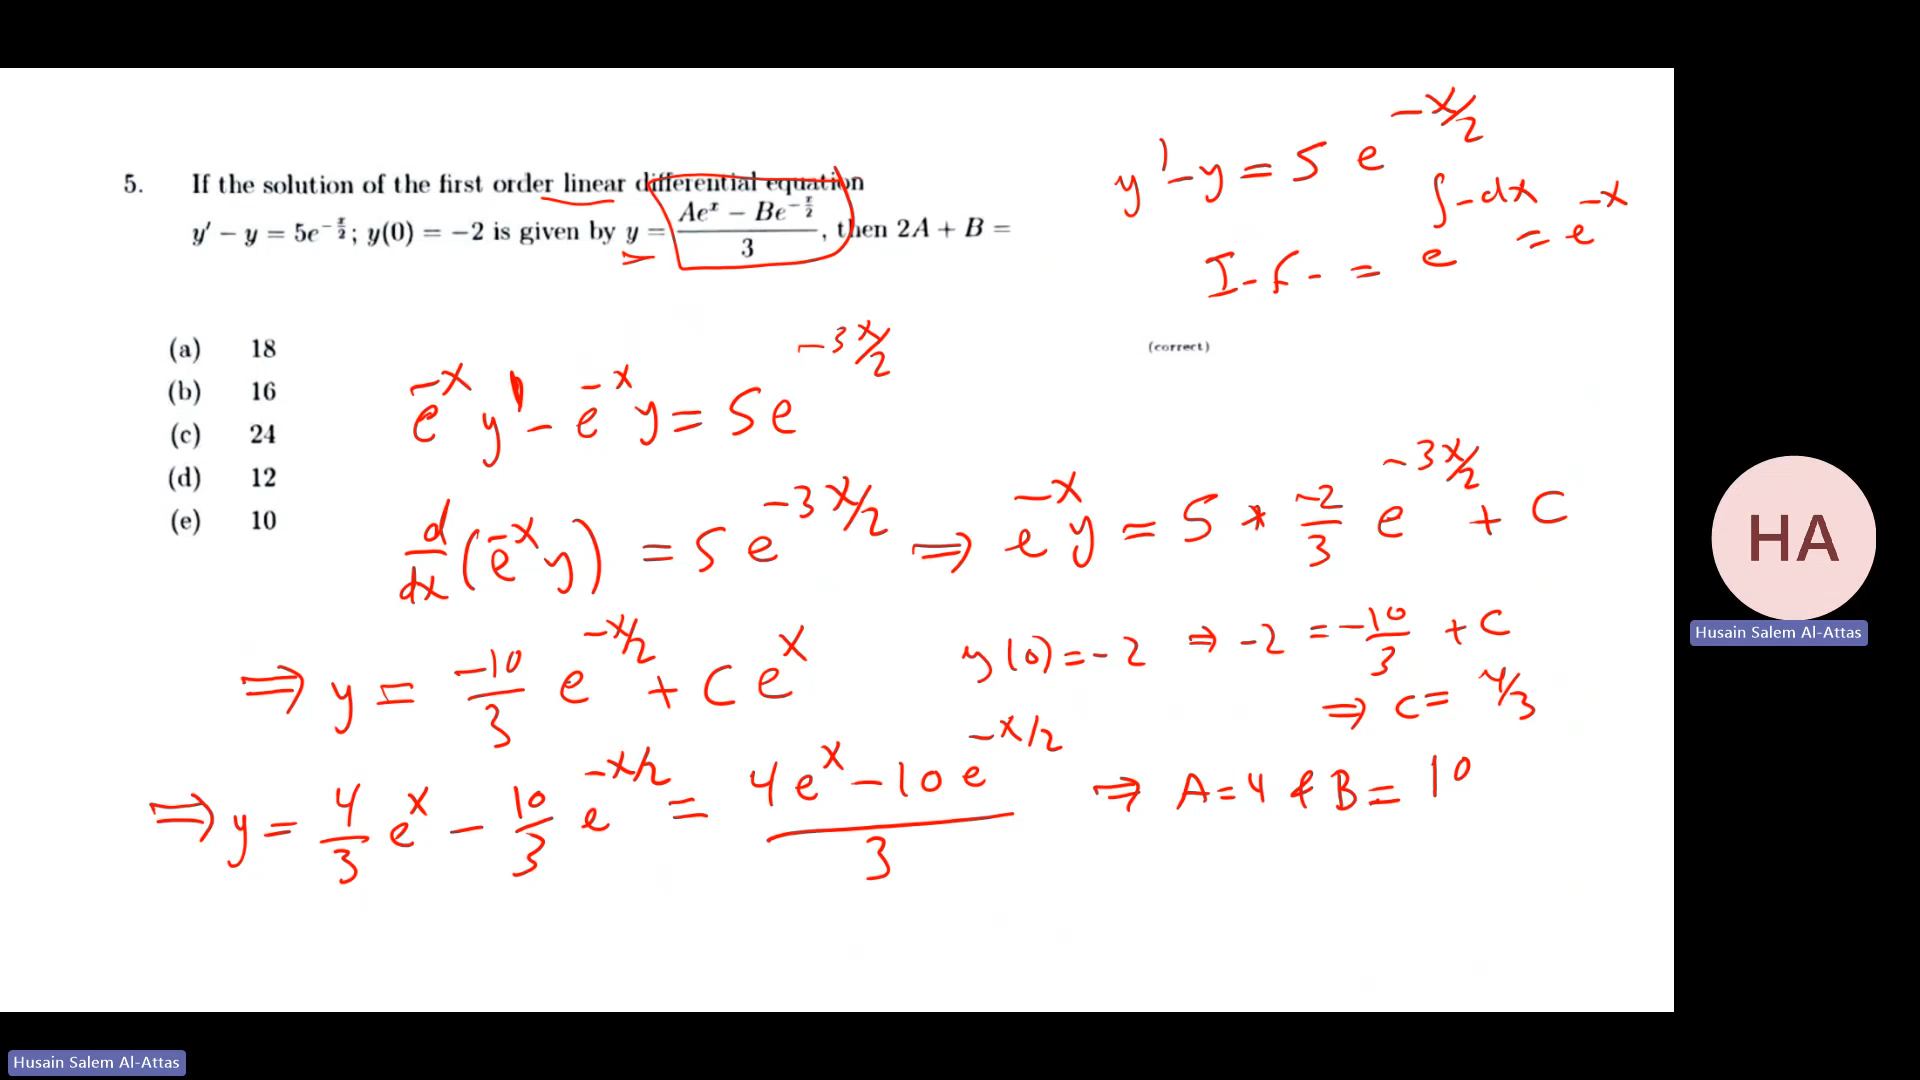 5. If the solution of the first order linear differential equation
y′ − y = 5e^{−x/2}; y(0) = −2 is given by y = (Ae^x − Be^{−x/2})/3, then 2A + B =
(a) 18 (correct)
(b) 16
(c) 24
(d) 12
(e) 10
y' − y = 5 e^{−x/2}
I.F. = e^{∫−dx} = e^{−x}
e^{−x} y' − e^{−x} y = 5e^{−3x/2}
d/dx (e^{−x} y) = 5 e^{−3x/2} ⇒ e^{−x} y = 5 * −2/3 e^{−3x/2} + C
⇒ y = −10/3 e^{−x/2} + C e^x
y(0) = −2 ⇒ −2 = −10/3 + C
⇒ C = 4/3
⇒ y = 4/3 e^x − 10/3 e^{−x/2} = (4e^x − 10e^{−x/2})/3 ⇒ A = 4 & B = 10
HA
Husain Salem Al-Attas
Husain Salem Al-Attas